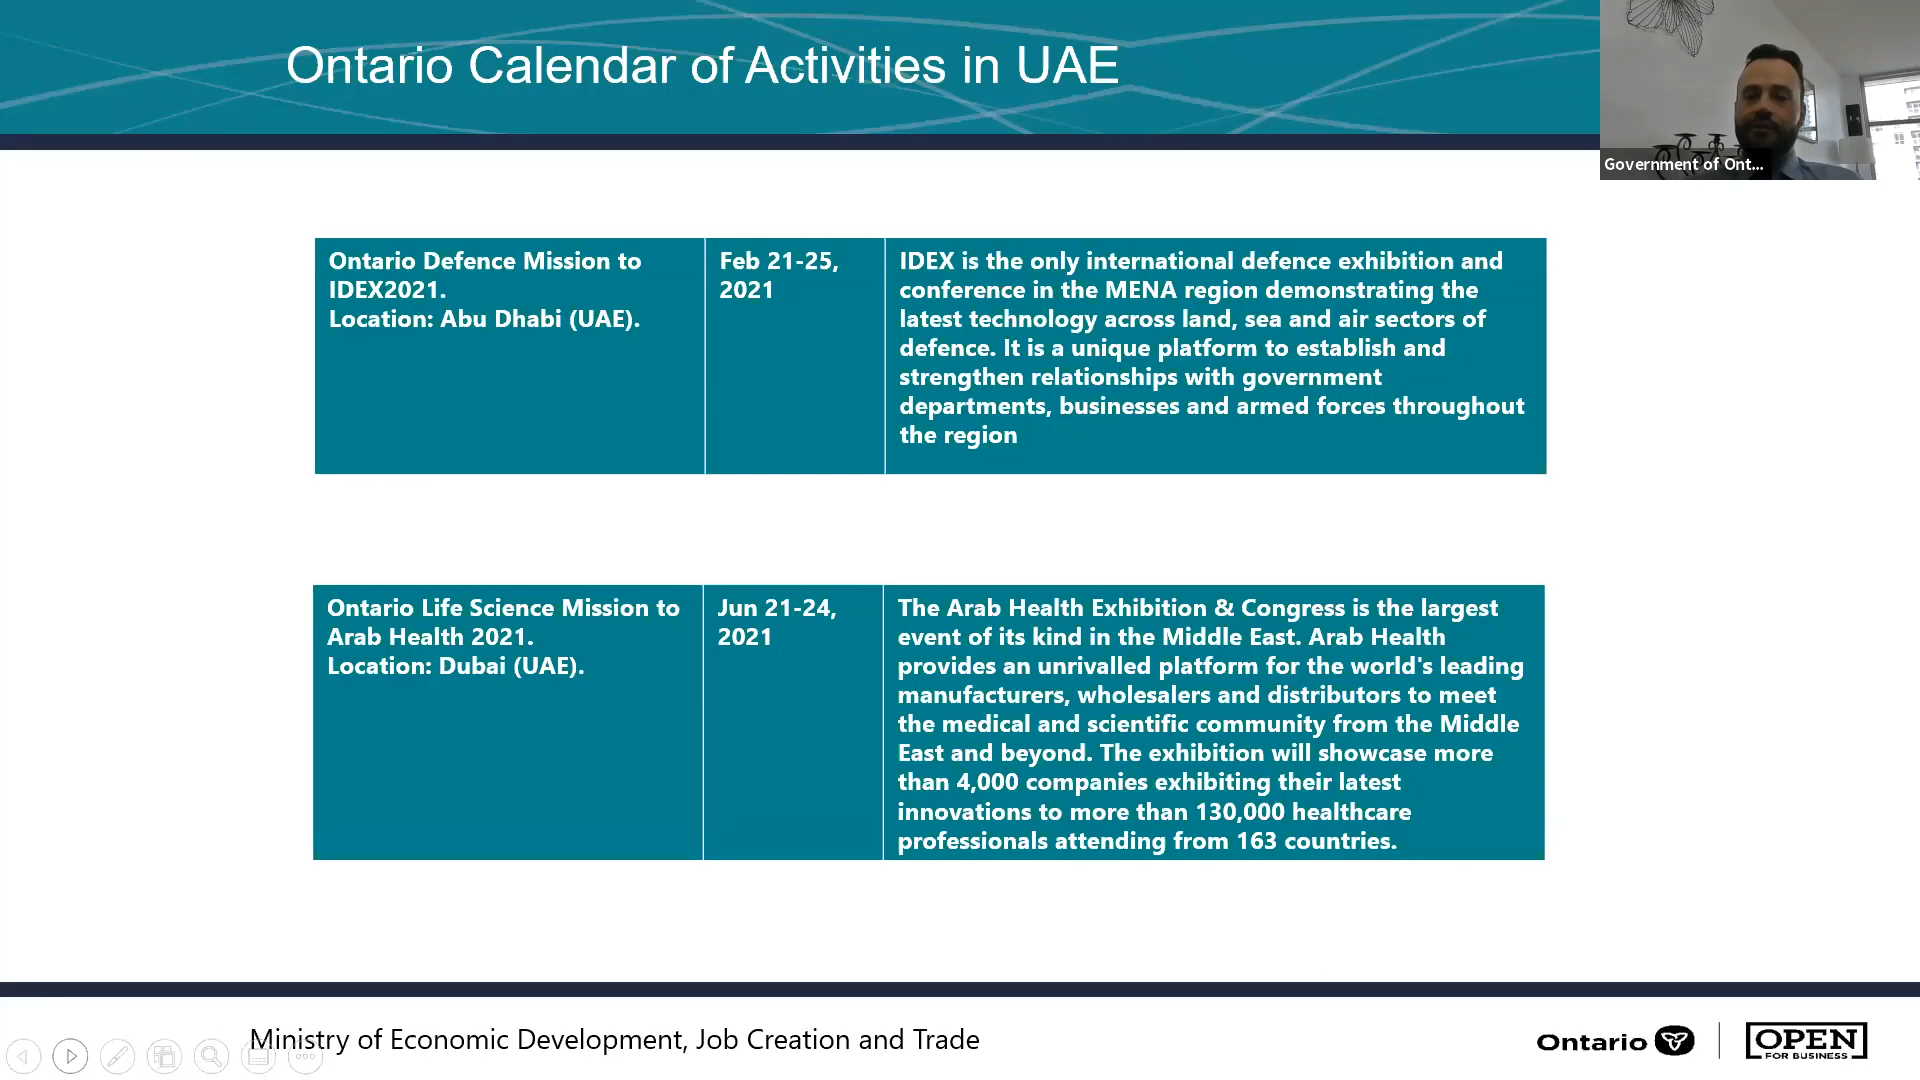 Ontario Calendar of Activities in UAE
Government of Ont...
Ontario Defence Mission to
IDEX2021.
Location: Abu Dhabi (UAE).
Feb 21-25,
2021
IDEX is the only international defence exhibition and
conference in the MENA region demonstrating the
latest technology across land, sea and air sectors of
defence. It is a unique platform to establish and
strengthen relationships with government
departments, businesses and armed forces throughout
the region
Ontario Life Science Mission to
Arab Health 2021.
Location: Dubai (UAE).
Jun 21-24,
2021
The Arab Health Exhibition & Congress is the largest
event of its kind in the Middle East. Arab Health
provides an unrivalled platform for the world's leading
manufacturers, wholesalers and distributors to meet
the medical and scientific community from the Middle
East and beyond. The exhibition will showcase more
than 4,000 companies exhibiting their latest
innovations to more than 130,000 healthcare
professionals attending from 163 countries.
Ministry of Economic Development, Job Creation and Trade
Ontario
OPEN
FOR BUSINESS